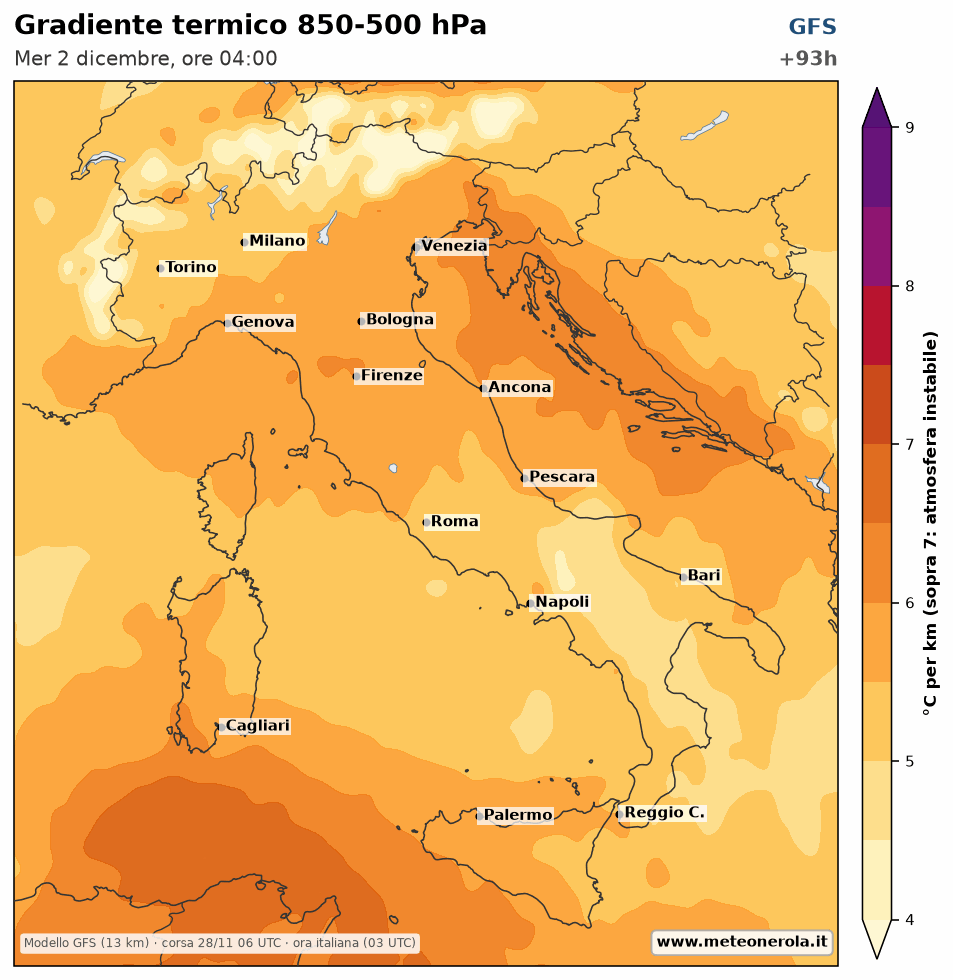 Gradiente termico 850-500 hPa
GFS
Mer 2 dicembre, ore 04:00
+93h
Milano
Venezia
Torino
Genova
Bologna
Firenze
Ancona
Pescara
Roma
Bari
Napoli
Cagliari
Palermo
Reggio C.
9
8
7
6
5
4
°C per km (sopra 7: atmosfera instabile)
Modello GFS (13 km) · corsa 28/11 06 UTC · ora italiana (03 UTC)
www.meteonerola.it